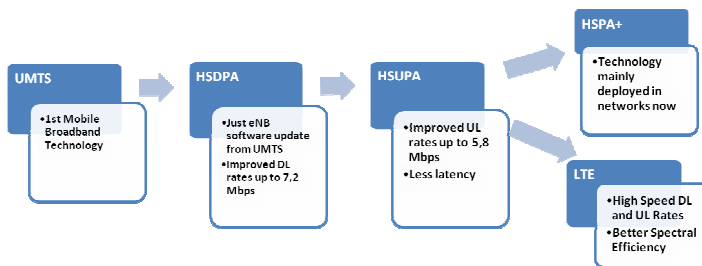 UMTS
•1st Mobile
Broadband
Technology
HSDPA
•Just eNB
software update
from UMTS
•Improved DL
rates up to 7,2
Mbps
HSUPA
•Improved UL
rates up to 5,8
Mbps
•Less latency
HSPA+
•Technology
mainly
deployed in
networks now
LTE
•High Speed DL
and UL Rates
•Better Spectral
Efficiency